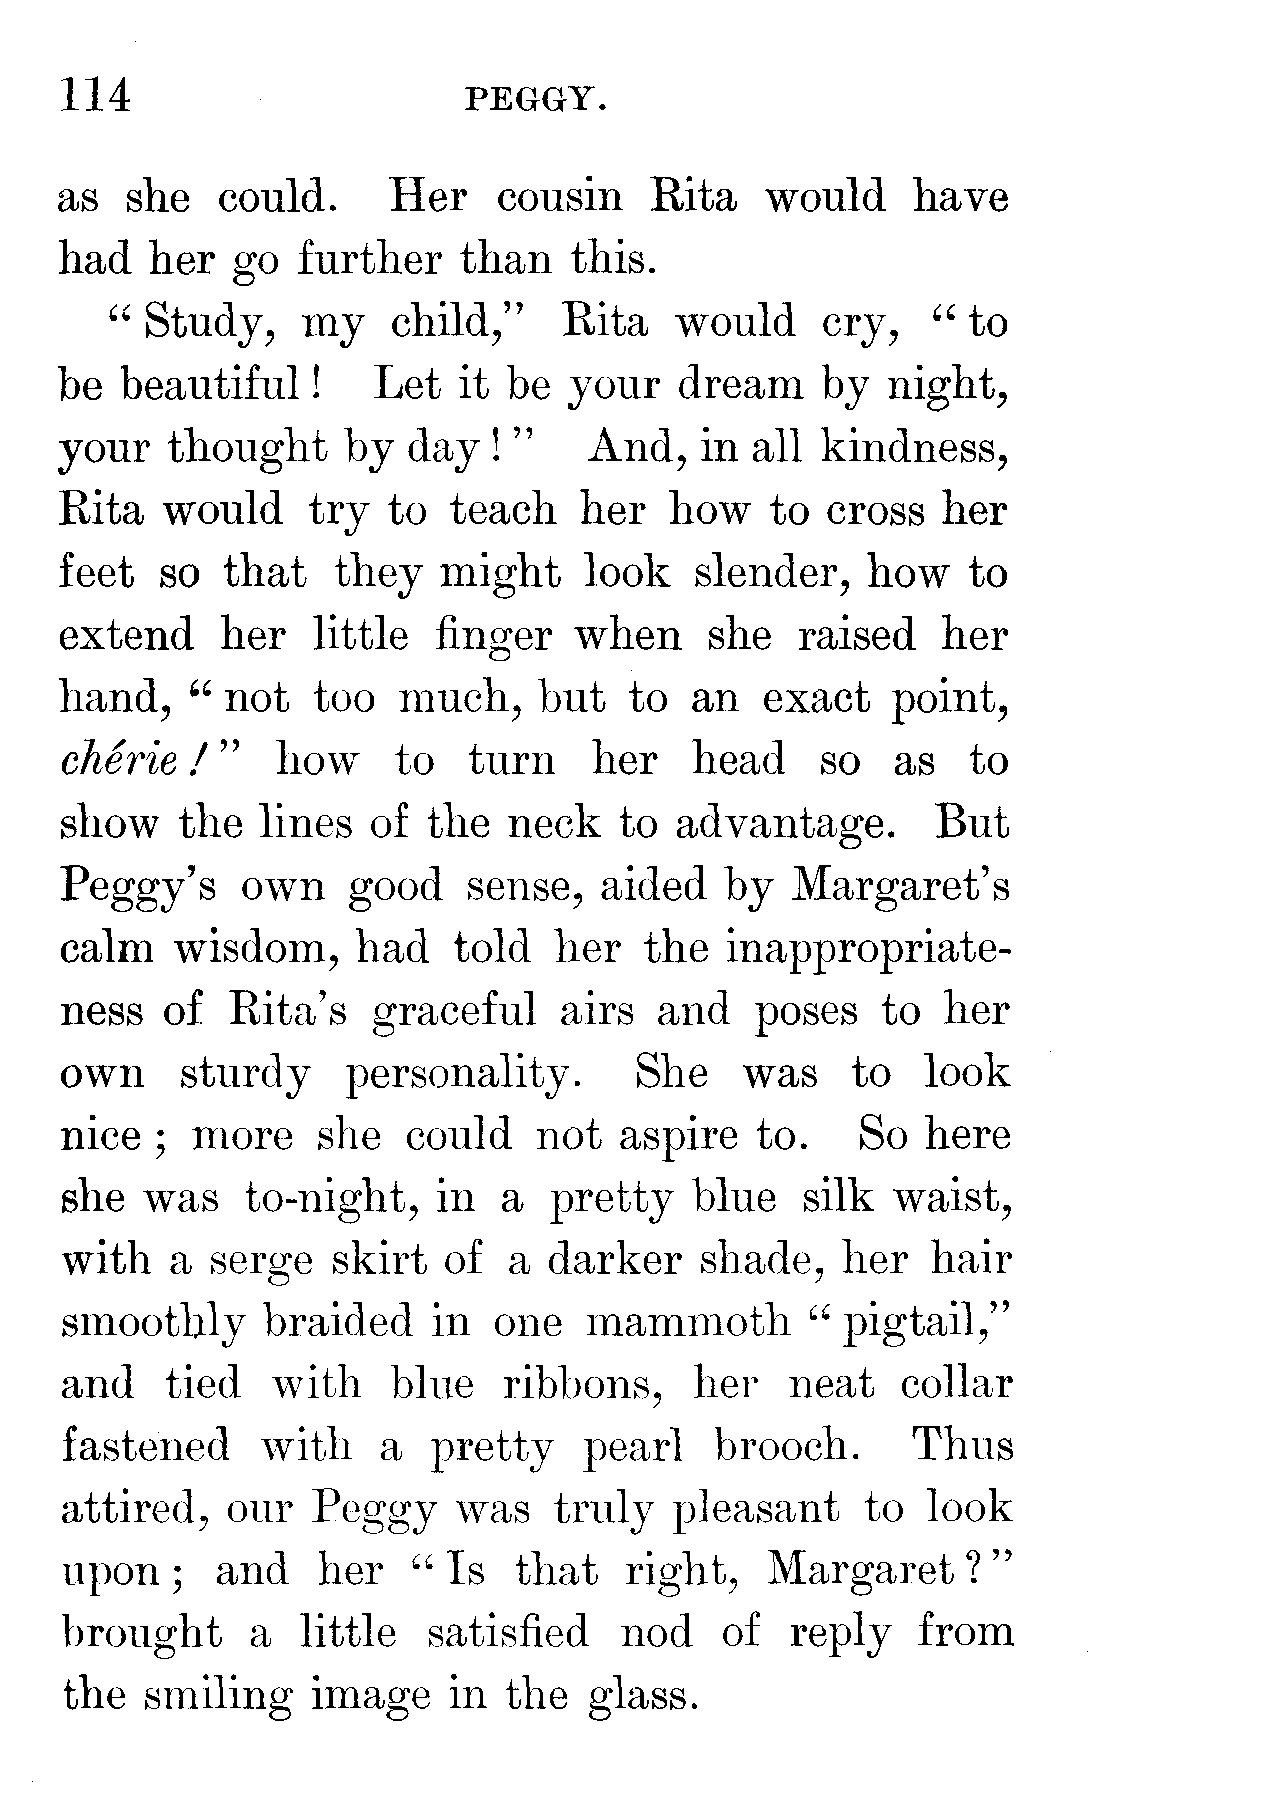 114 PEGGY.
as she could. Her cousin Rita would have
had her go further than this.
“ Study, my child,” Rita would cry, “ to
be beautiful ! Let it be your dream by night,
your thought by day ! ” And, in all kindness,
Rita would try to teach her how to cross her
feet so that they might look slender, how to
extend her little finger when she raised her
hand, “ not too much, but to an exact point,
chérie ! ” how to turn her head so as to
show the lines of the neck to advantage. But
Peggy’s own good sense, aided by Margaret’s
calm wisdom, had told her the inappropriate-
ness of Rita’s graceful airs and poses to her
own sturdy personality. She was to look
nice ; more she could not aspire to. So here
she was to-night, in a pretty blue silk waist,
with a serge skirt of a darker shade, her hair
smoothly braided in one mammoth “ pigtail,”
and tied with blue ribbons, her neat collar
fastened with a pretty pearl brooch. Thus
attired, our Peggy was truly pleasant to look
upon ; and her “ Is that right, Margaret ? ”
brought a little satisfied nod of reply from
the smiling image in the glass.